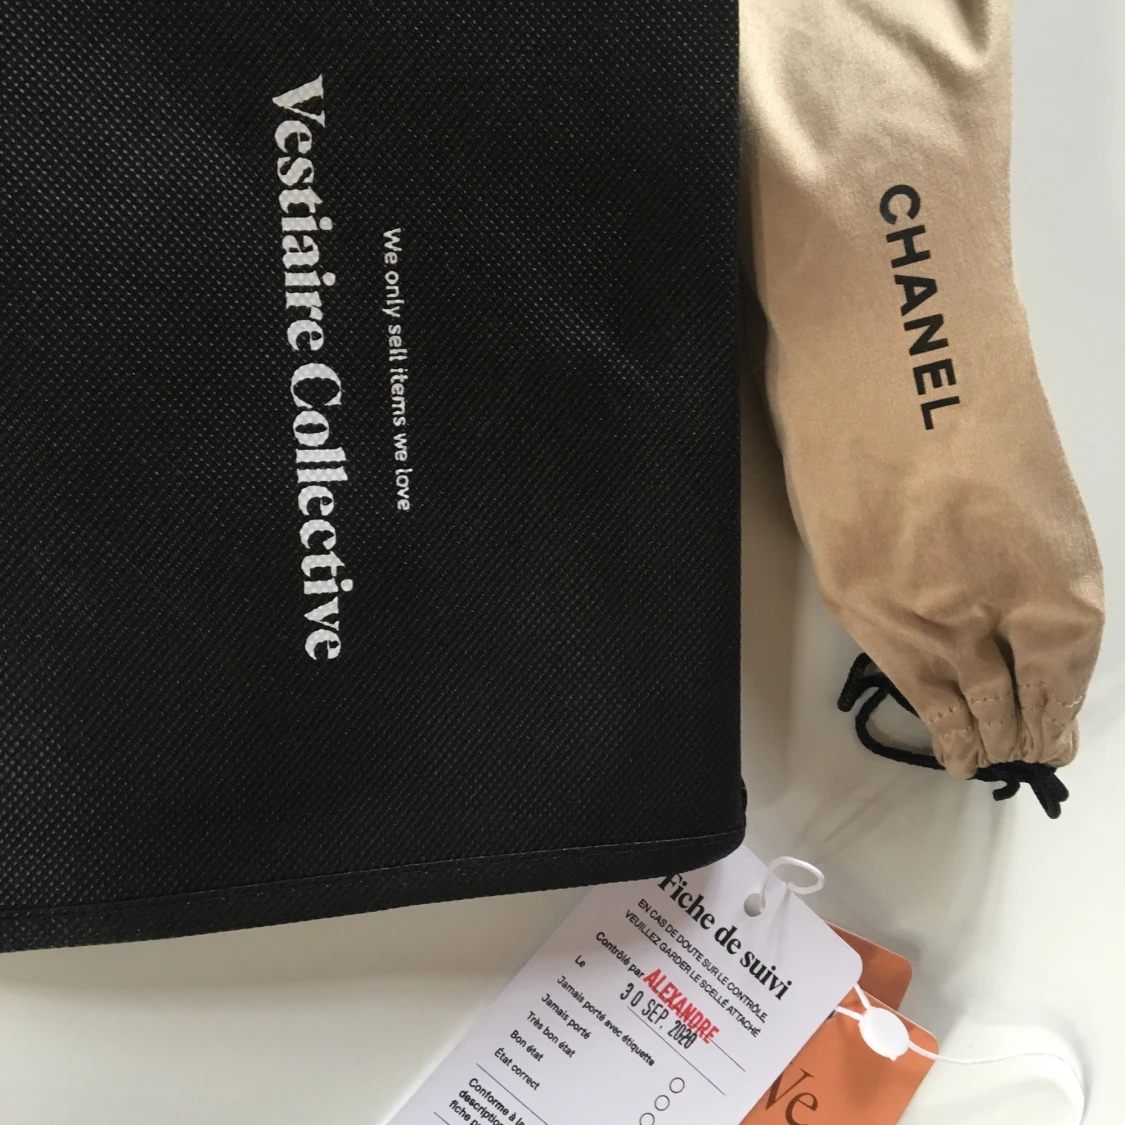 Vestiaire Collective
We only sell items we love
CHANEL
Fiche de suivi
EN CAS DE DOUTE SUR LE CONTRÔLE,
VEUILLEZ GARDER LE SCELLÉ ATTACHÉ
Contrôlé par ALEXANDRE
Le 30 SEP. 2020
Jamais porté avec étiquette
Jamais porté
Très bon état
Bon état
État correct
Conforme à la
description
fiche
We